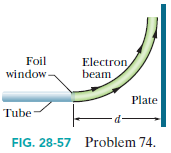 Foil
window
Electron
beam
Plate
Tube
d
FIG. 28-57 Problem 74.